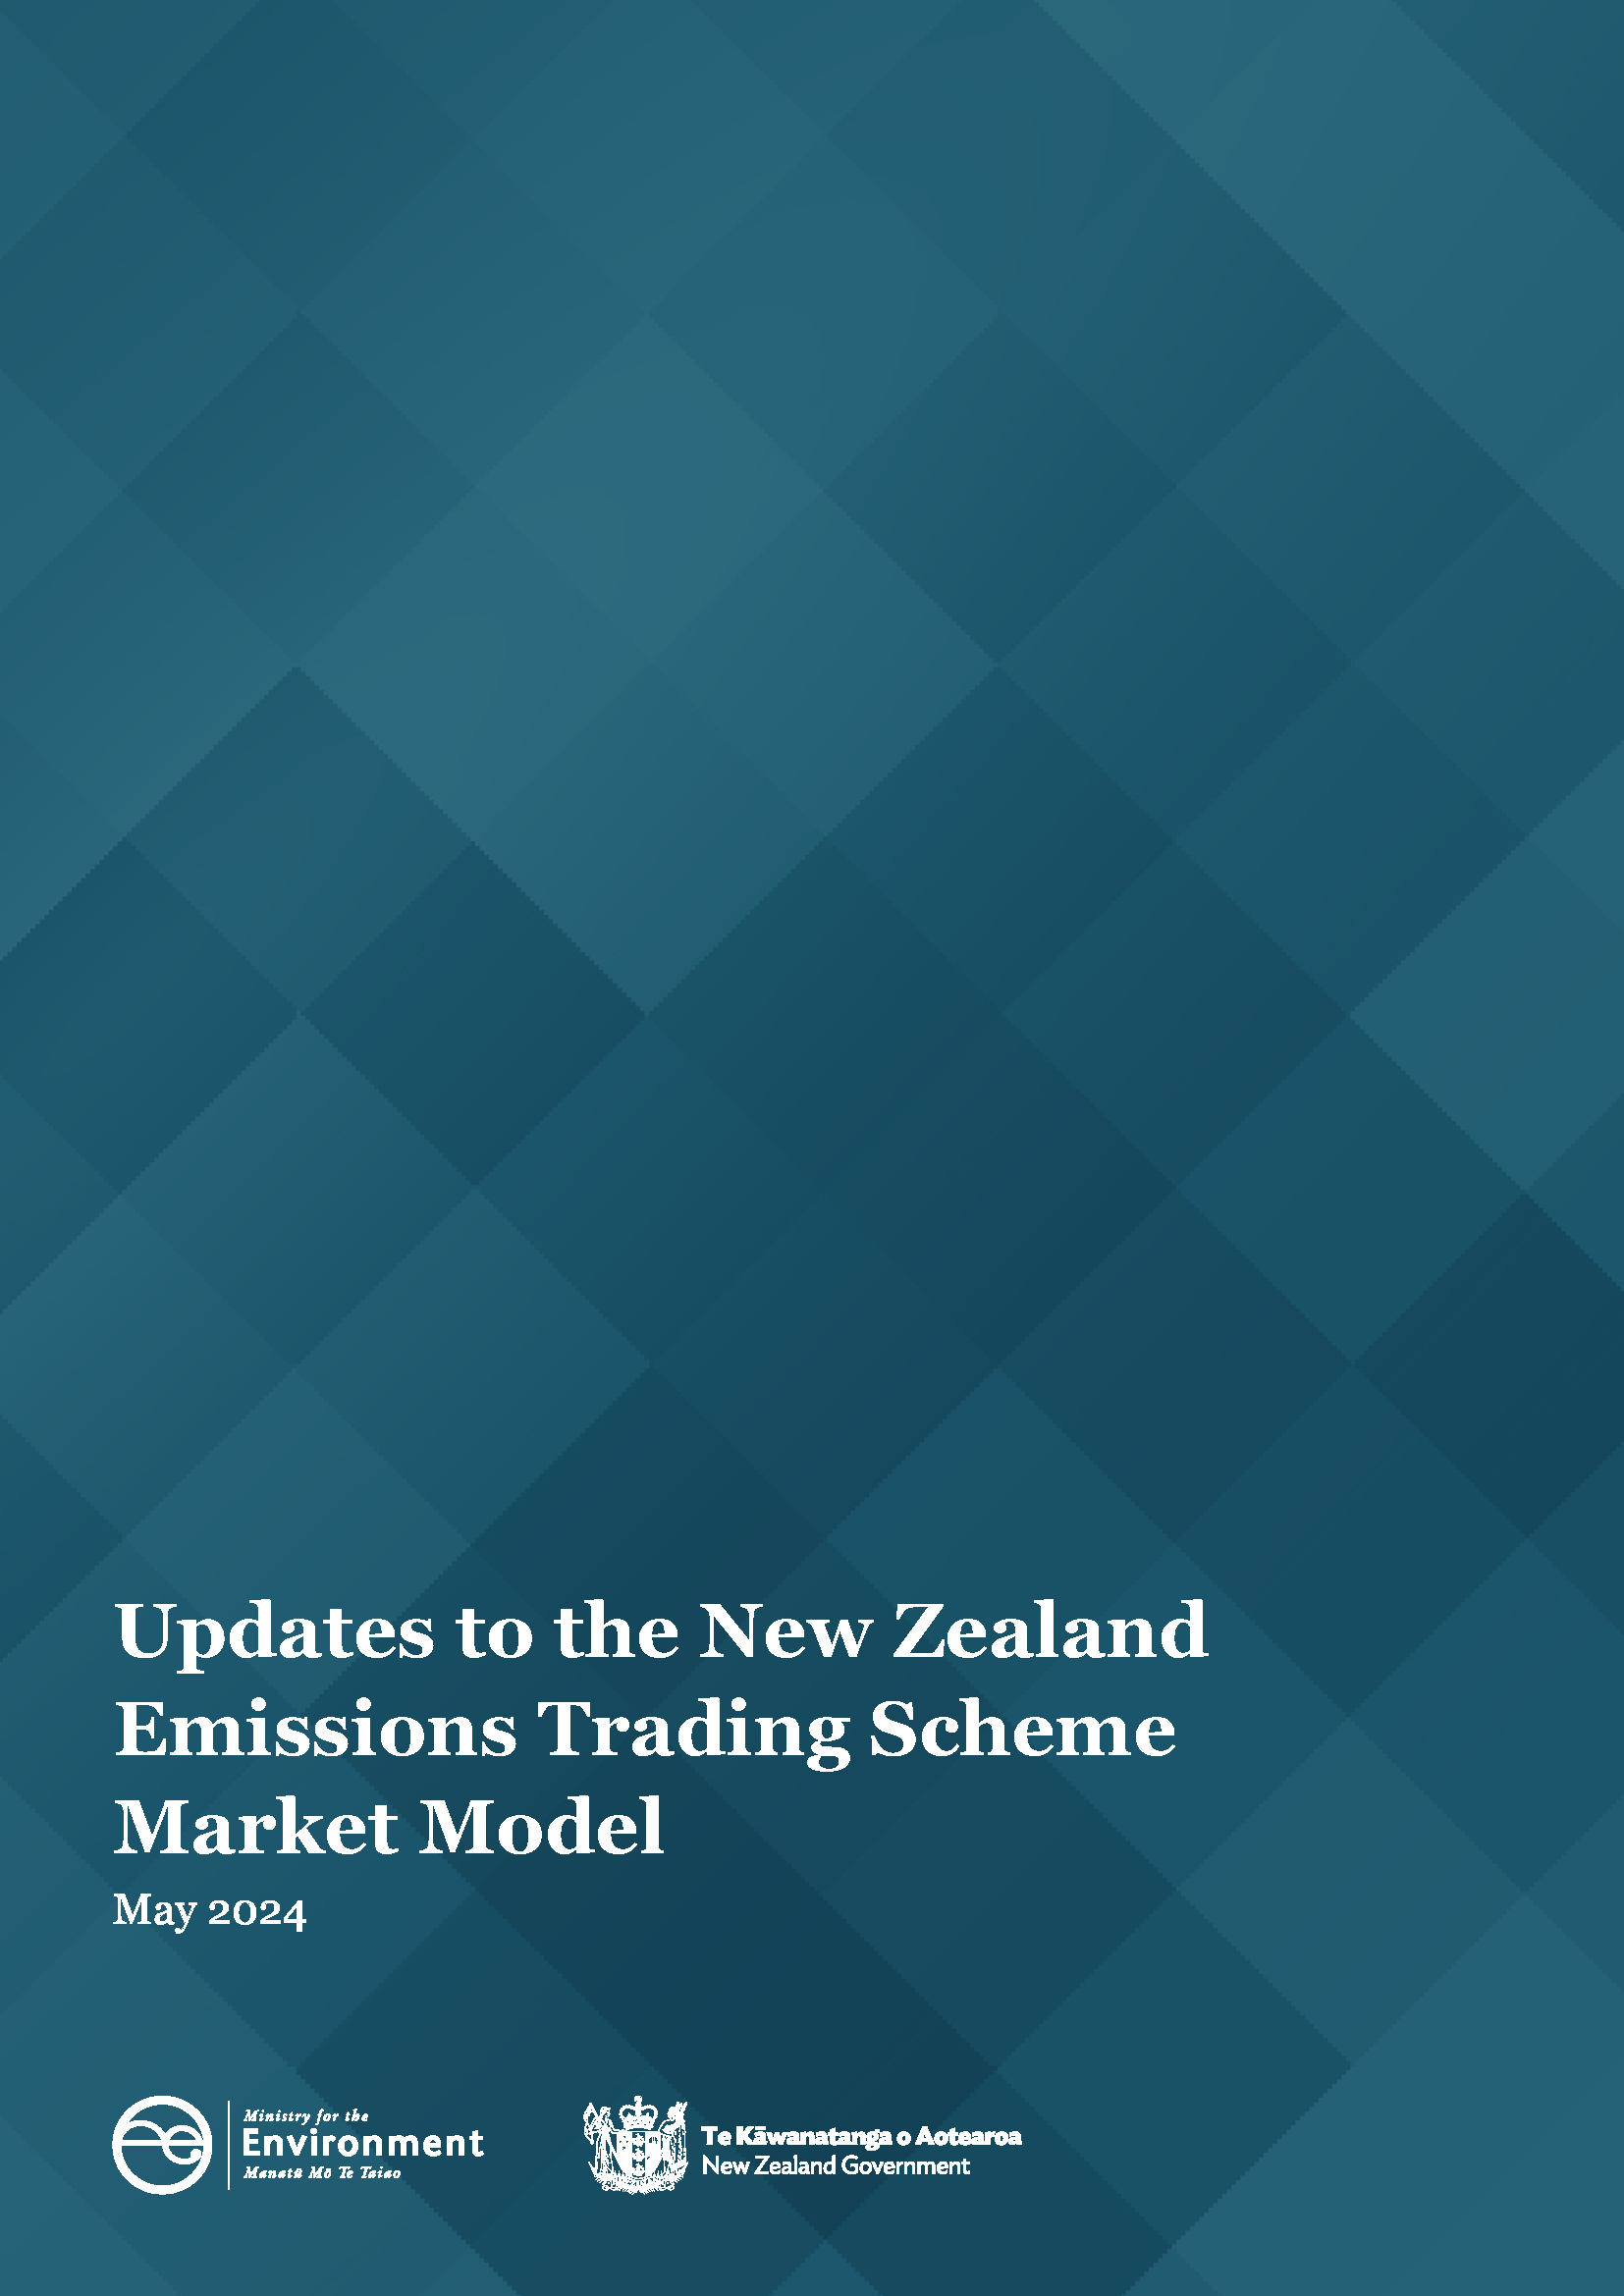 Updates to the New Zealand
Emissions Trading Scheme
Market Model
May 2024
Ministry for the
Environment
Manatū Mō Te Taiao
Te Kāwanatanga o Aotearoa
New Zealand Government